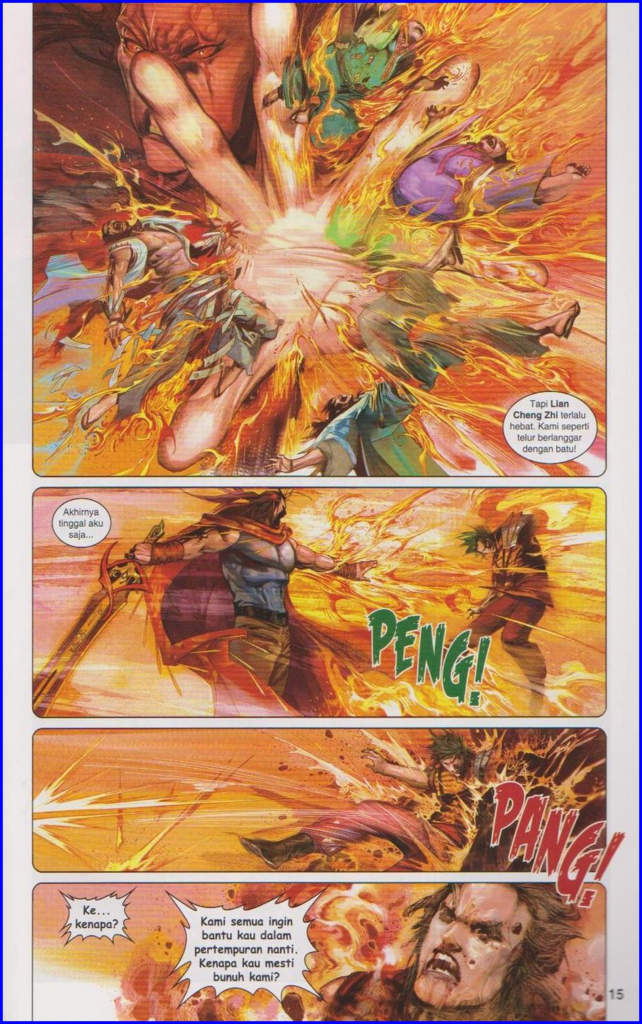 Tapi Lian
Cheng Zhi terlalu
hebat. Kami seperti
telur berlanggar
dengan batu!
Akhirnya
tinggal aku
saja...
PENG!
PANG!
Ke...
kenapa?
Kami semua ingin
bantu kau dalam
pertempuran nanti.
Kenapa kau mesti
bunuh kami?
15